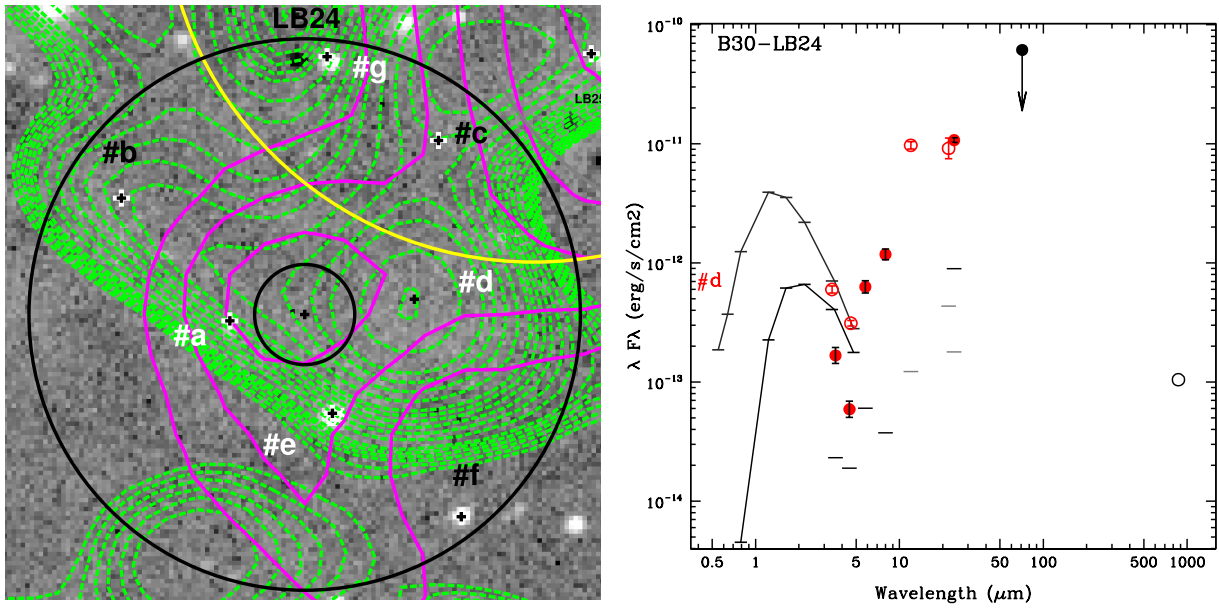 LB24
#g
LB25
#c
#b
#d
#a
#e
#f
B30-LB24
10⁻¹⁰
10⁻¹¹
10⁻¹²
#d
10⁻¹³
10⁻¹⁴
λ Fλ (erg/s/cm2)
0.5 1 5 10 50 100 500 1000
Wavelength (μm)